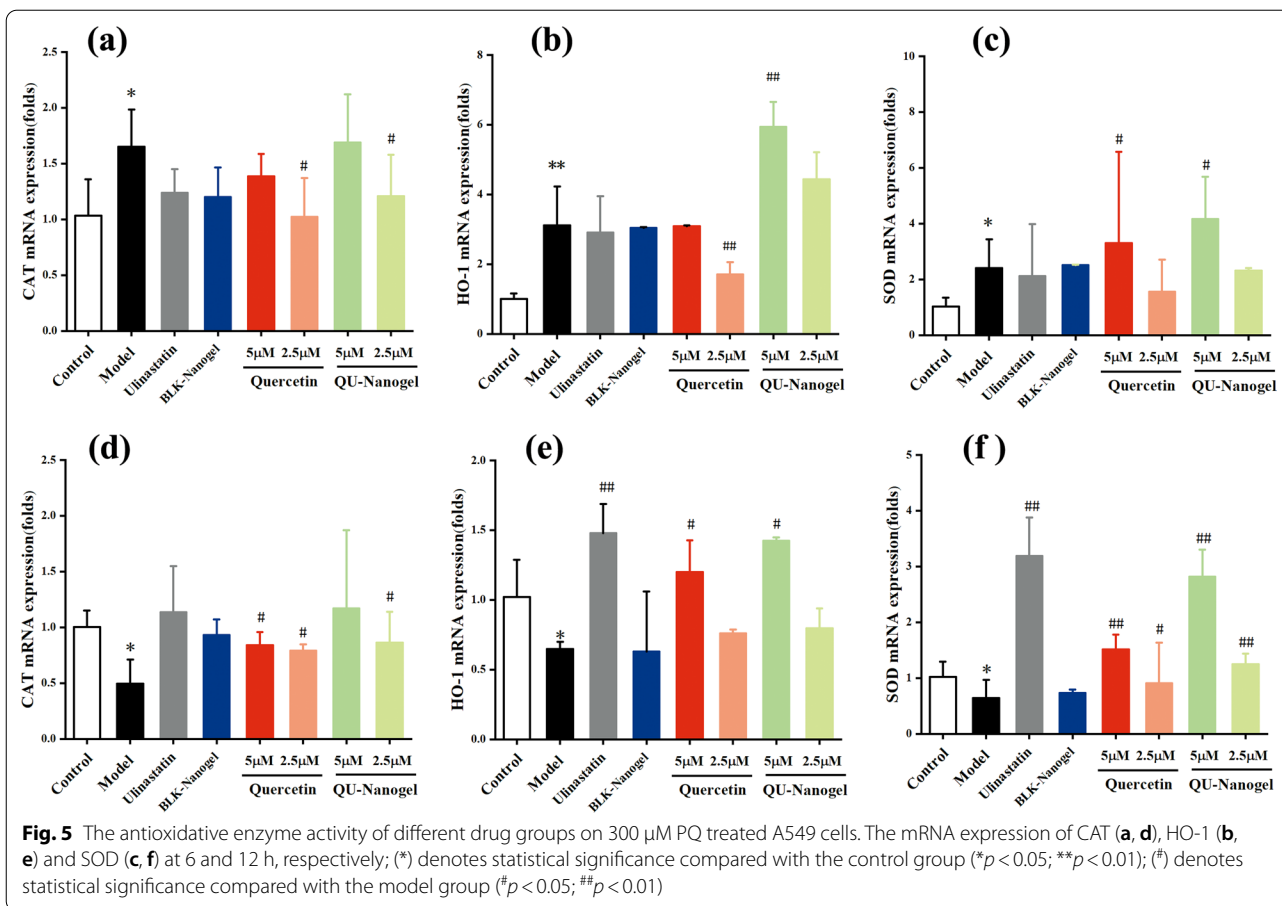 (a)
CAT mRNA expression(folds)
2.5
2.0
1.5
1.0
0.5
0.0
*
#
#
Control
Model
Ulinastatin
BLK-Nanogel
5μM 2.5μM 5μM 2.5μM
Quercetin QU-Nanogel
(b)
HO-1 mRNA expression(folds)
8
6
4
2
0
**
##
##
Control
Model
Ulinastatin
BLK-Nanogel
5μM 2.5μM 5μM 2.5μM
Quercetin QU-Nanogel
(c)
SOD mRNA expression(folds)
10
8
6
4
2
0
*
#
#
Control
Model
Ulinastatin
BLK-Nanogel
5μM 2.5μM 5μM 2.5μM
Quercetin QU-Nanogel
(d)
CAT mRNA expression(folds)
2.5
2.0
1.5
1.0
0.5
0.0
*
#
#
#
Control
Model
Ulinastatin
BLK-Nanogel
5μM 2.5μM 5μM 2.5μM
Quercetin QU-Nanogel
(e)
HO-1 mRNA expression(folds)
2.0
1.5
1.0
0.5
0.0
*
##
#
#
Control
Model
Ulinastatin
BLK-Nanogel
5μM 2.5μM 5μM 2.5μM
Quercetin QU-Nanogel
(f)
SOD mRNA expression(folds)
5
4
3
2
1
0
*
##
##
#
##
##
Control
Model
Ulinastatin
BLK-Nanogel
5μM 2.5μM 5μM 2.5μM
Quercetin QU-Nanogel
Fig. 5 The antioxidative enzyme activity of different drug groups on 300 μM PQ treated A549 cells. The mRNA expression of CAT (a, d), HO-1 (b,
e) and SOD (c, f) at 6 and 12 h, respectively; (*) denotes statistical significance compared with the control group (*p < 0.05; **p < 0.01); (#) denotes
statistical significance compared with the model group (#p < 0.05; ##p < 0.01)